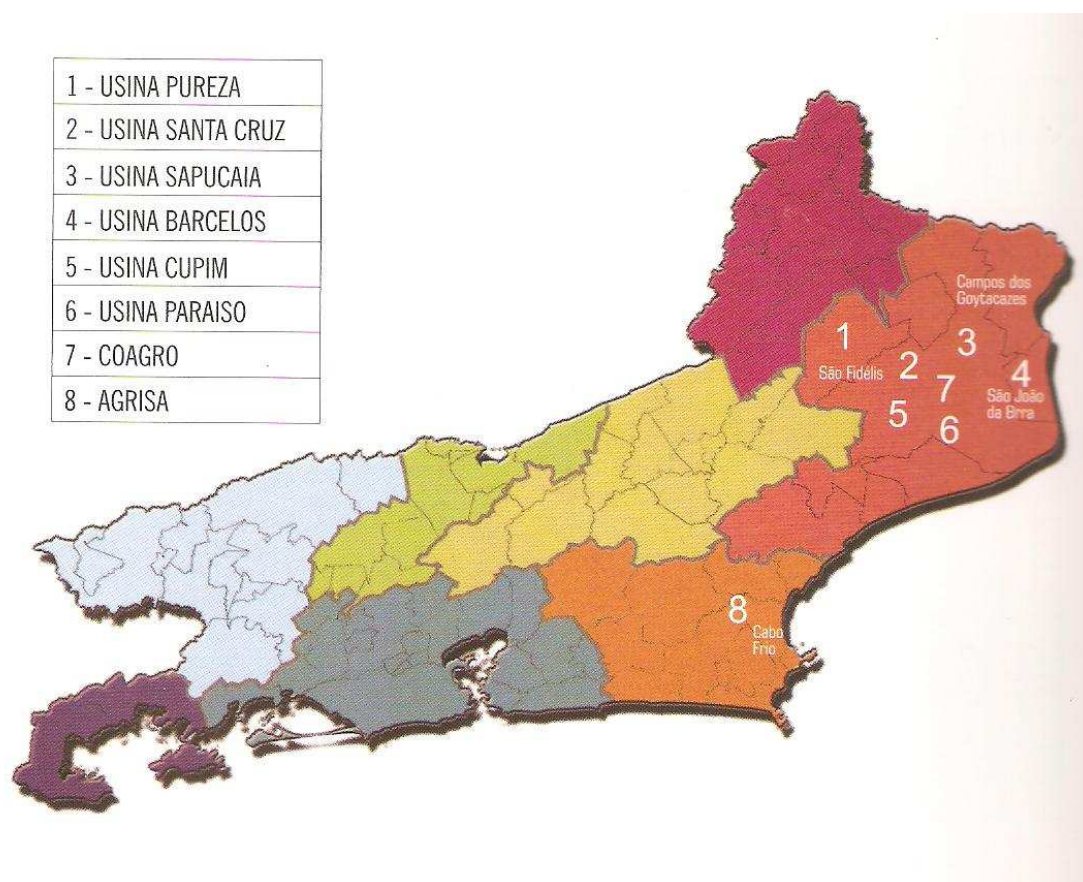 1 - USINA PUREZA
2 - USINA SANTA CRUZ
3 - USINA SAPUCAIA
4 - USINA BARCELOS
5 - USINA CUPIM
6 - USINA PARAISO
7 - COAGRO
8 - AGRISA
Campos dos
Goytacazes
1
3
São Fidélis
2
4
7
São João
da Brra
5
6
8
Cabo
Frio